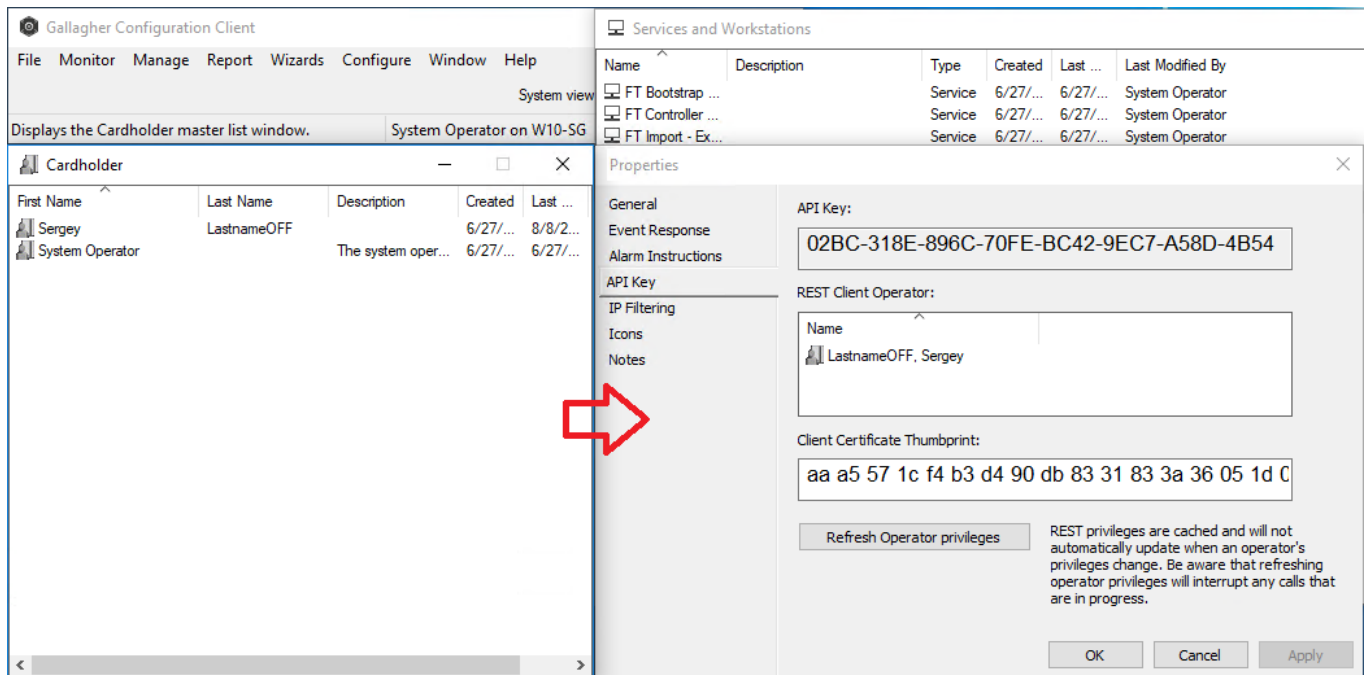 Gallagher Configuration Client
File Monitor Manage Report Wizards Configure Window Help
System view
Displays the Cardholder master list window. System Operator on W10-SG
Services and Workstations
Name Description Type Created Last ... Last Modified By
FT Bootstrap ... Service 6/27/... 6/27/... System Operator
FT Controller ... Service 6/27/... 6/27/... System Operator
FT Import - Ex... Service 6/27/... 6/27/... System Operator
Cardholder
First Name Last Name Description Created Last ...
Sergey LastnameOFF 6/27/... 8/8/2...
System Operator The system oper... 6/27/... 6/27/...
Properties
General
Event Response
Alarm Instructions
API Key
IP Filtering
Icons
Notes
API Key:
02BC-318E-896C-70FE-BC42-9EC7-A58D-4B54
REST Client Operator:
Name
LastnameOFF, Sergey
Client Certificate Thumbprint:
aa a5 57 1c f4 b3 d4 90 db 83 31 83 3a 36 05 1d
Refresh Operator privileges
REST privileges are cached and will not
automatically update when an operator's
privileges change. Be aware that refreshing
operator privileges will interrupt any calls that
are in progress.
OK Cancel Apply